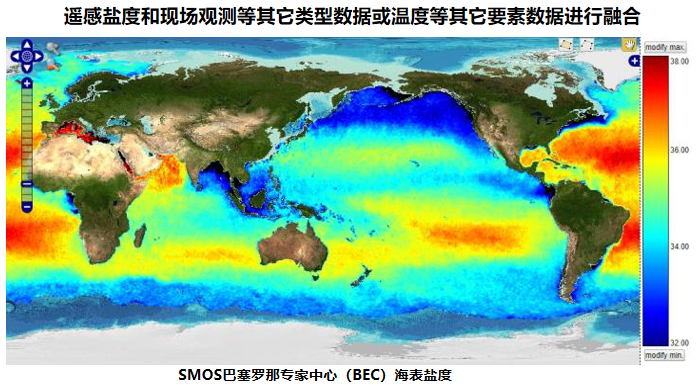 遥感盐度和现场观测等其它类型数据或温度等其它要素数据进行融合
modify max.
38.00
36.00
34.00
32.00
modify min.
SMOS巴塞罗那专家中心（BEC）海表盐度